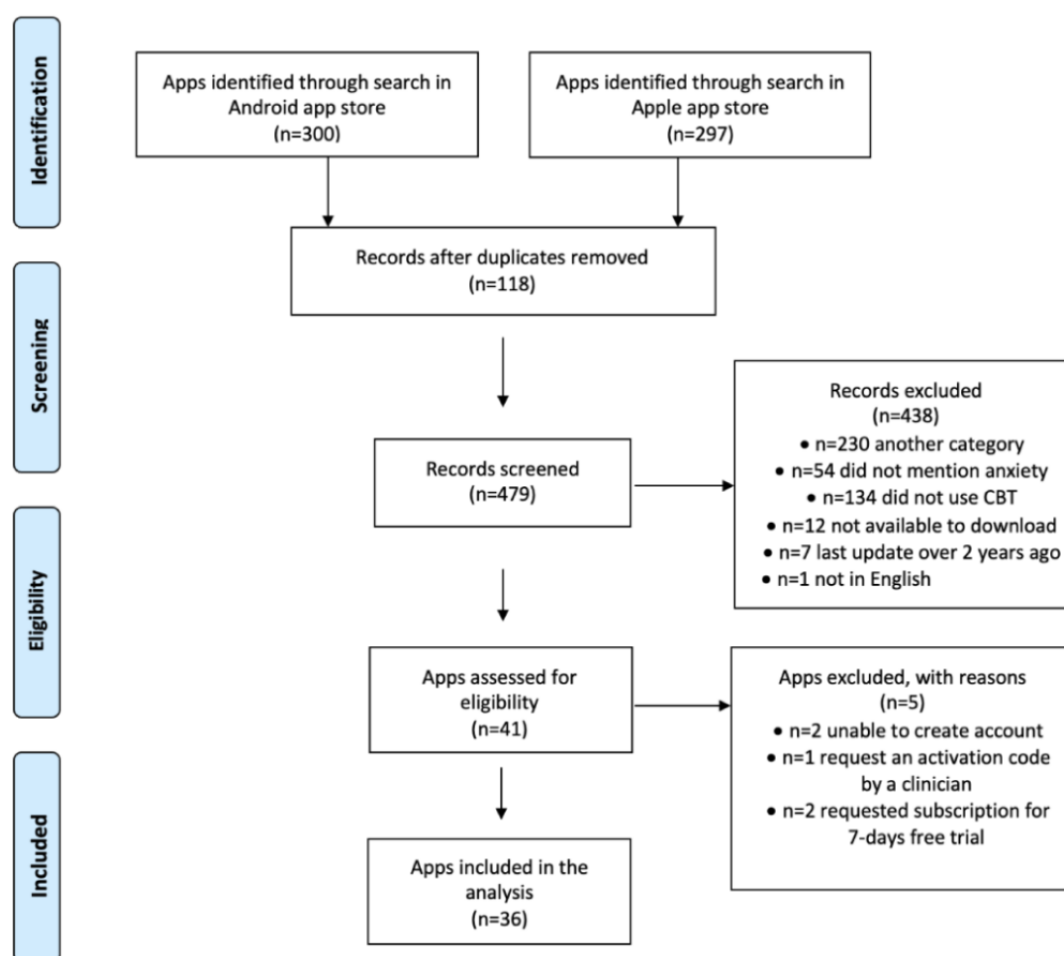 Identification
Apps identified through search in
Android app store
(n=300)
Apps identified through search in
Apple app store
(n=297)
Records after duplicates removed
(n=118)
Screening
Records screened
(n=479)
Records excluded
(n=438)
• n=230 another category
• n=54 did not mention anxiety
• n=134 did not use CBT
• n=12 not available to download
• n=7 last update over 2 years ago
• n=1 not in English
Eligibility
Apps assessed for
eligibility
(n=41)
Apps excluded, with reasons
(n=5)
• n=2 unable to create account
• n=1 request an activation code
by a clinician
• n=2 requested subscription for
7-days free trial
Included
Apps included in the
analysis
(n=36)